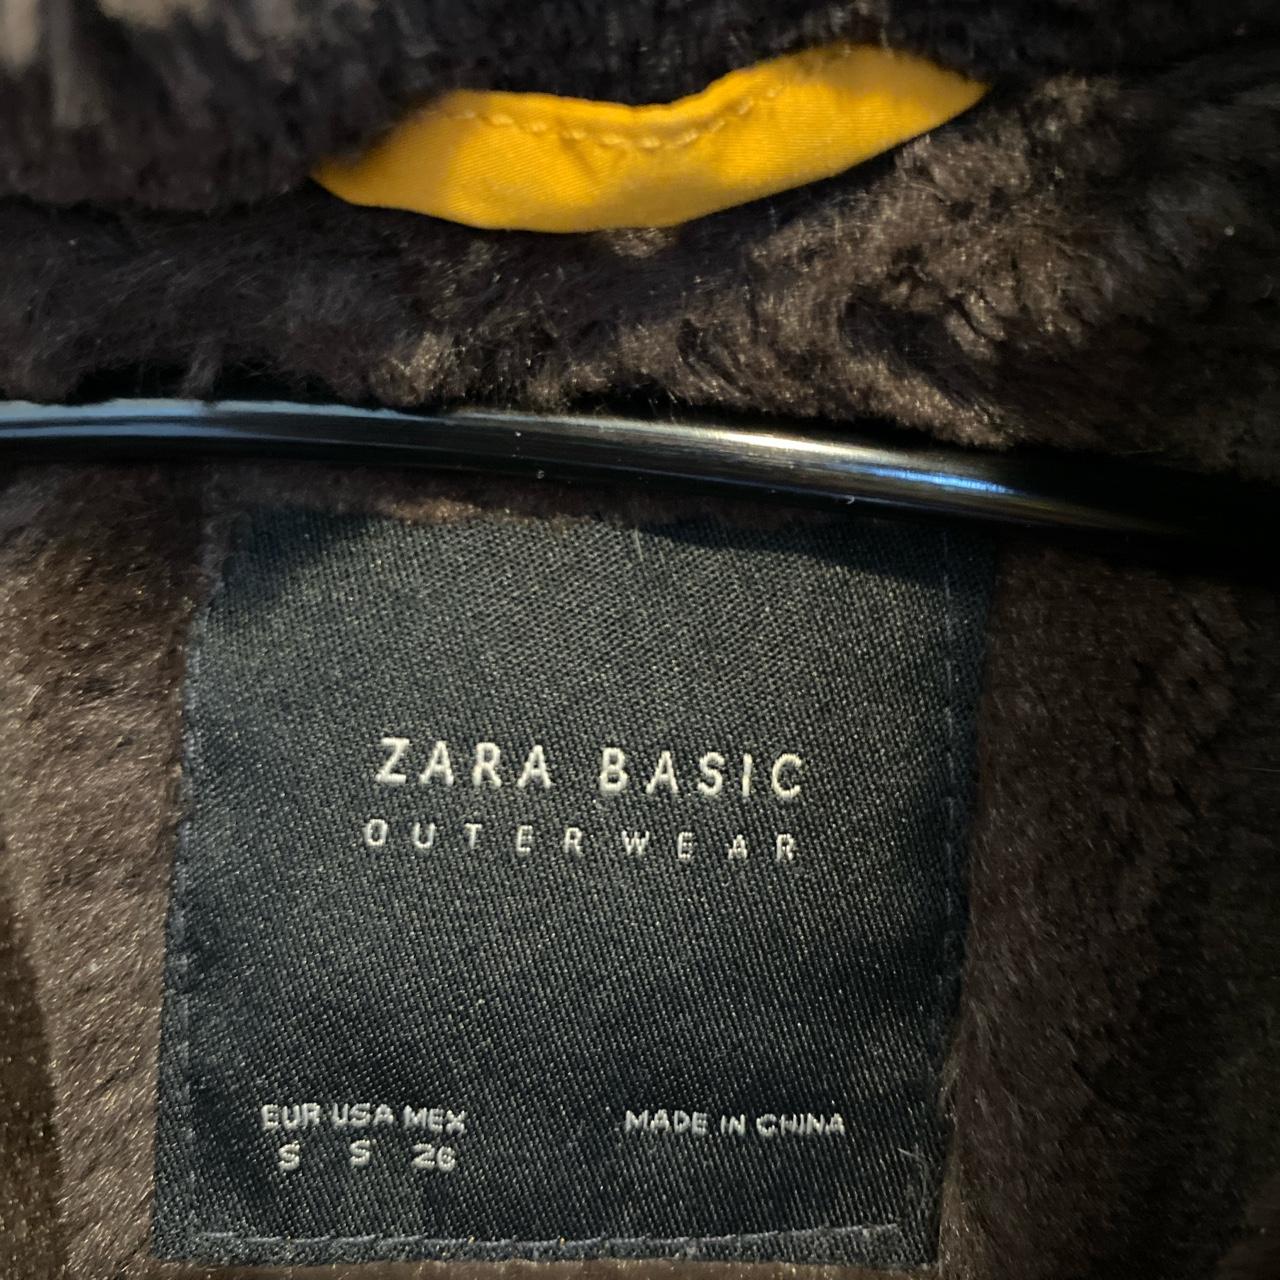 ZARA BASIC
OUTERWEAR
EUR USA MEX
S S 26
MADE IN CHINA